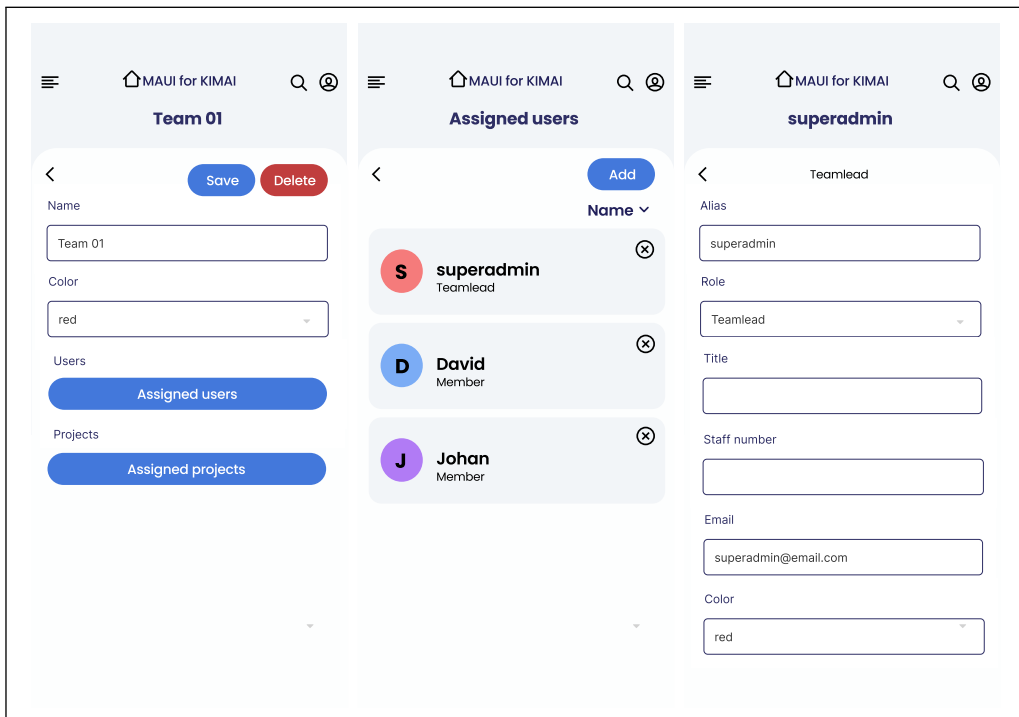 MAUI for KIMAI
Team 01
Save
Delete
Name
Team 01
Color
red
Users
Assigned users
Projects
Assigned projects
MAUI for KIMAI
Assigned users
Add
Name
S
superadmin
Teamlead
D
David
Member
J
Johan
Member
MAUI for KIMAI
superadmin
Teamlead
Alias
superadmin
Role
Teamlead
Title
Staff number
Email
superadmin@email.com
Color
red